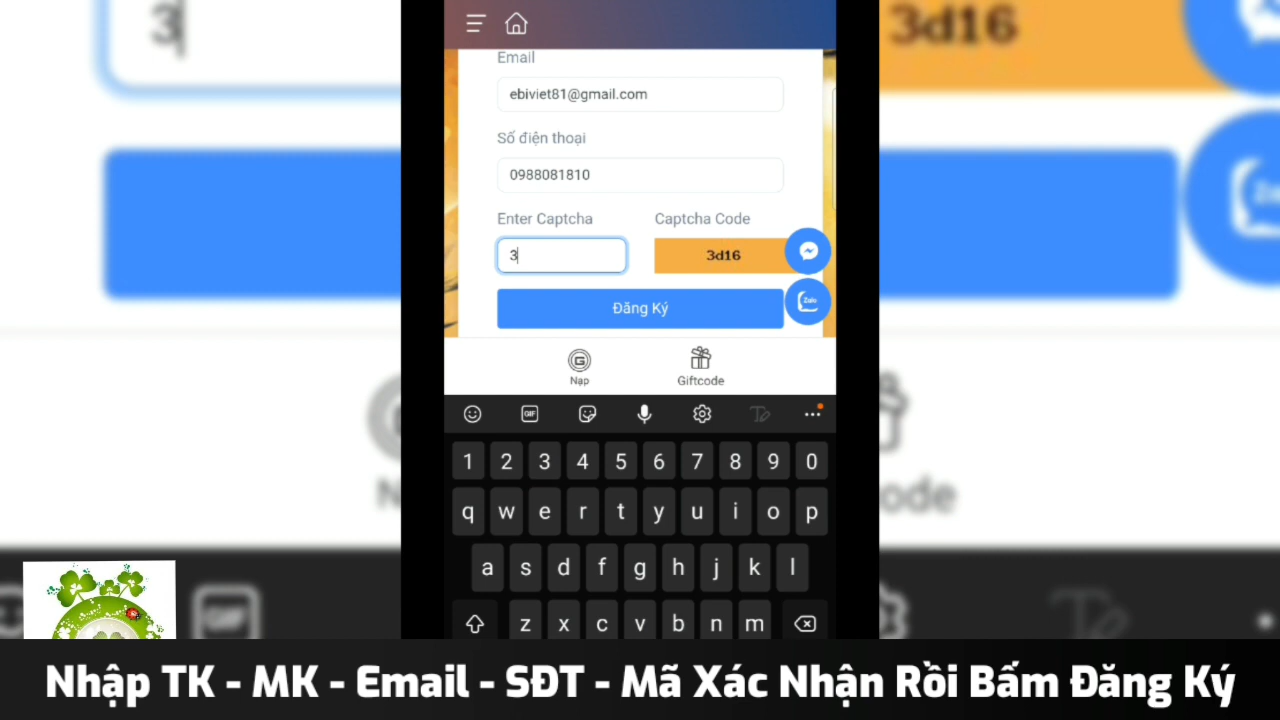 Email
ebiviet81@gmail.com
Số điện thoại
0988081810
Enter Captcha
Captcha Code
3
3d16
Zalo
Đăng Ký
Nạp
Giftcode
GIF
1 2 3 4 5 6 7 8 9 0
q w e r t y u i o p
a s d f g h j k l
z x c v b n m
Nhập TK - MK - Email - SĐT - Mã Xác Nhận Rồi Bấm Đăng Ký